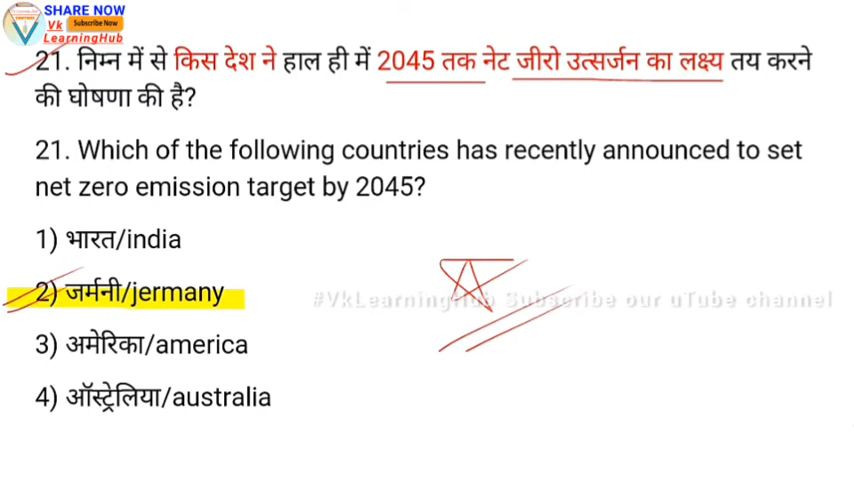 SHARE NOW
Vk Subscribe Now
LearningHub
21. निम्न में से किस देश ने हाल ही में 2045 तक नेट जीरो उत्सर्जन का लक्ष्य तय करने
की घोषणा की है?
21. Which of the following countries has recently announced to set
net zero emission target by 2045?
1) भारत/india
2) जर्मनी/jermany
#VkLearningHub Subscribe our uTube channel
3) अमेरिका/america
4) ऑस्ट्रेलिया/australia